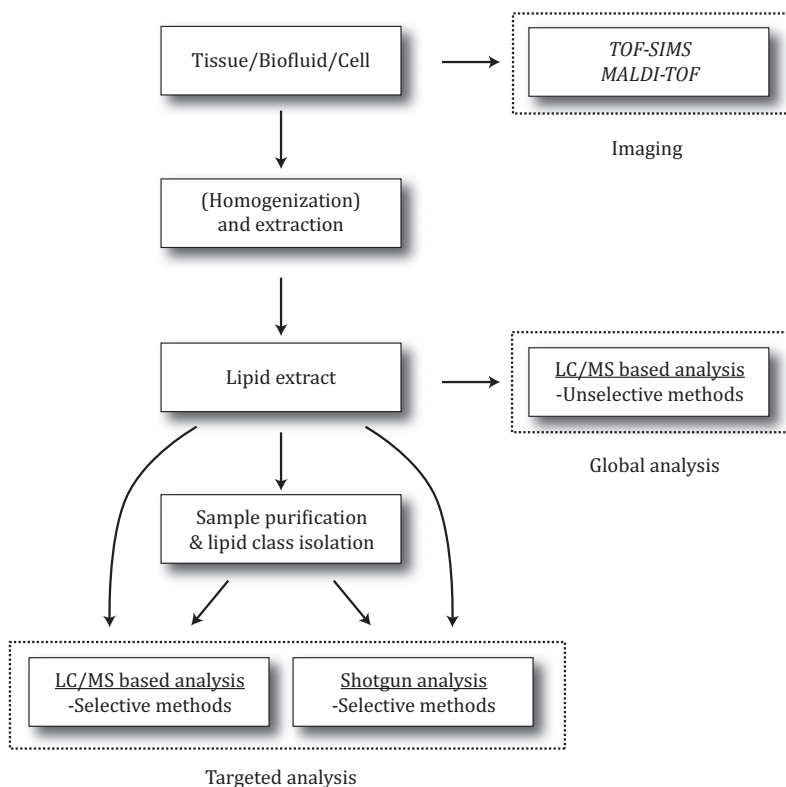 Tissue/Biofluid/Cell
TOF-SIMS
MALDI-TOF
Imaging
(Homogenization)
and extraction
Lipid extract
LC/MS based analysis
-Unselective methods
Global analysis
Sample purification
& lipid class isolation
LC/MS based analysis
-Selective methods
Shotgun analysis
-Selective methods
Targeted analysis